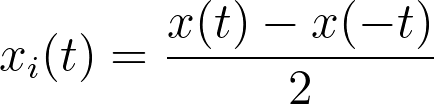 x_i(t) = \frac{x(t) - x(-t)}{2}